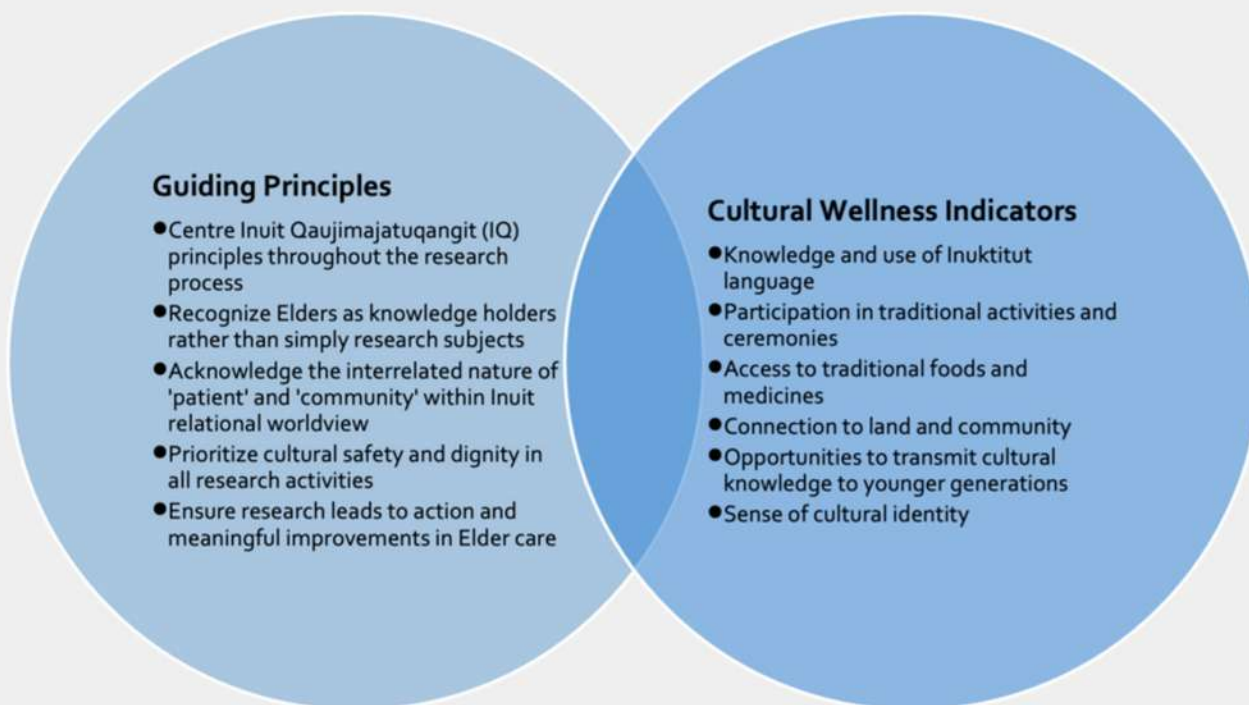 Guiding Principles
●Centre Inuit Qaujimajatuqangit (IQ)
principles throughout the research
process
●Recognize Elders as knowledge holders
rather than simply research subjects
●Acknowledge the interrelated nature of
'patient' and 'community' within Inuit
relational worldview
●Prioritize cultural safety and dignity in
all research activities
●Ensure research leads to action and
meaningful improvements in Elder care
Cultural Wellness Indicators
●Knowledge and use of Inuktitut
language
●Participation in traditional activities and
ceremonies
●Access to traditional foods and
medicines
●Connection to land and community
●Opportunities to transmit cultural
knowledge to younger generations
●Sense of cultural identity